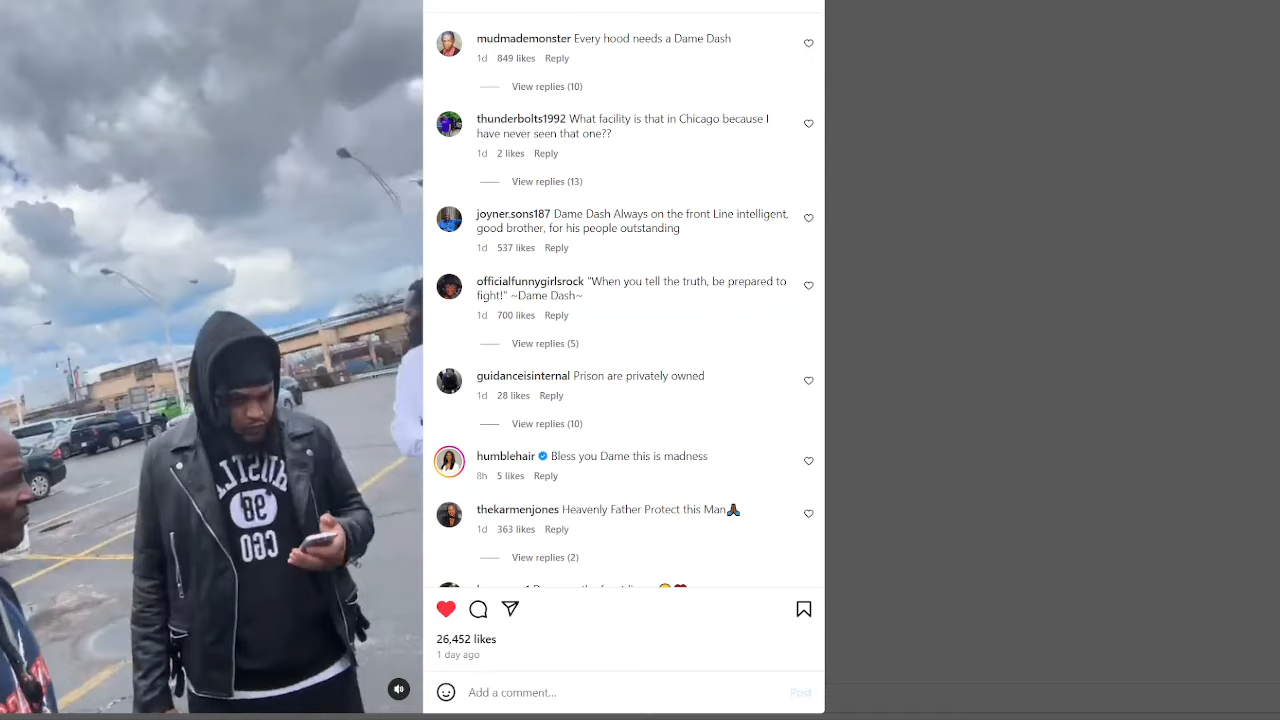 mudmademonster Every hood needs a Dame Dash
1d 849 likes Reply
View replies (10)
thunderbolts1992 What facility is that in Chicago because I
have never seen that one??
1d 2 likes Reply
View replies (13)
joyner.sons187 Dame Dash Always on the front Line intelligent,
good brother, for his people outstanding
1d 537 likes Reply
officialfunnygirlsrock "When you tell the truth, be prepared to
fight!" ~Dame Dash~
1d 700 likes Reply
View replies (5)
guidanceisinternal Prison are privately owned
1d 28 likes Reply
View replies (10)
humblehair Bless you Dame this is madness
8h 5 likes Reply
thekarmenjones Heavenly Father Protect this Man🙏🏾
1d 363 likes Reply
View replies (2)
HUSTLE
98
CEO
26,452 likes
1 day ago
Add a comment...
Post